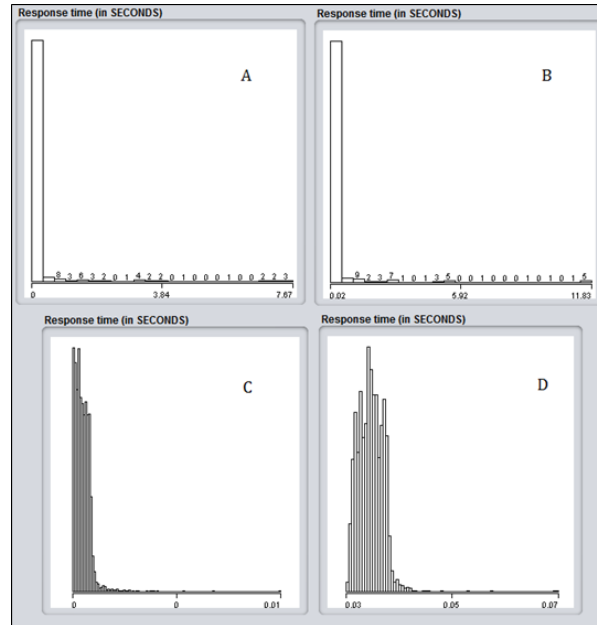 Response time (in SECONDS)
A
8 3 6 3 2 0 1 4 2 2 0 1 0 0 0 1 0 0 2 2 3
0 3.84 7.67
Response time (in SECONDS)
B
9 2 3 7 1 0 1 3 5 0 0 1 0 0 0 1 0 1 0 1 5
0.02 5.92 11.83
Response time (in SECONDS)
C
0 0 0.01
Response time (in SECONDS)
D
0.03 0.05 0.07